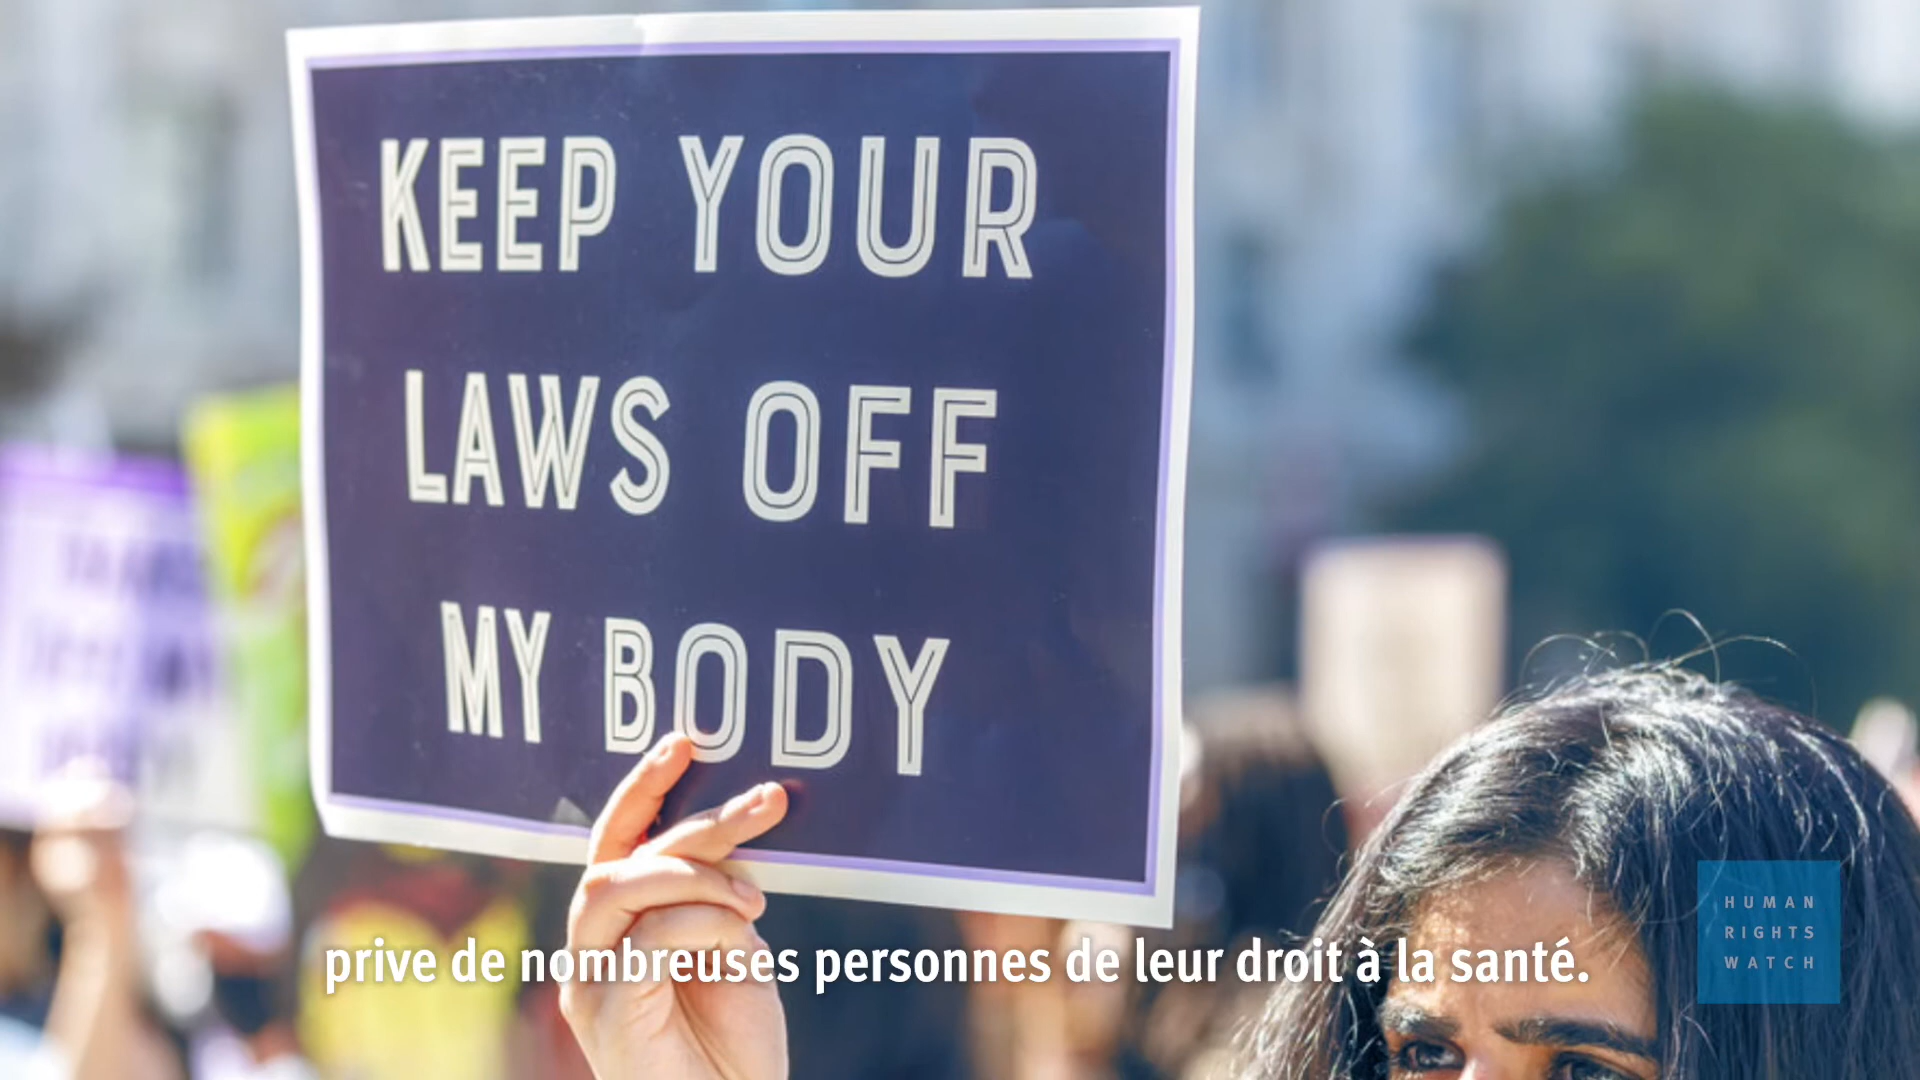 KEEP YOUR
LAWS OFF
MY BODY
prive de nombreuses personnes de leur droit à la santé.
HUMAN
RIGHTS
WATCH